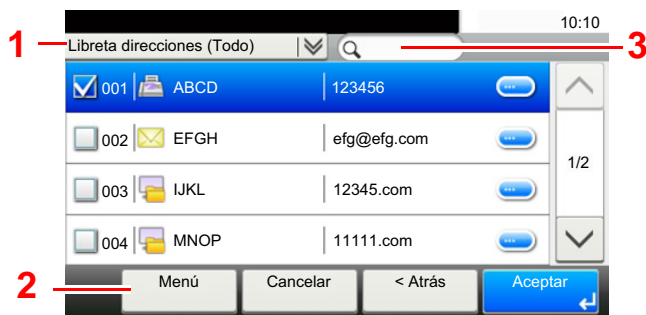 10:10
1 Libreta direcciones (Todo) 3
001 ABCD 123456
002 EFGH efg@efg.com
1/2
003 IJKL 12345.com
004 MNOP 11111.com
2 Menú Cancelar < Atrás Aceptar